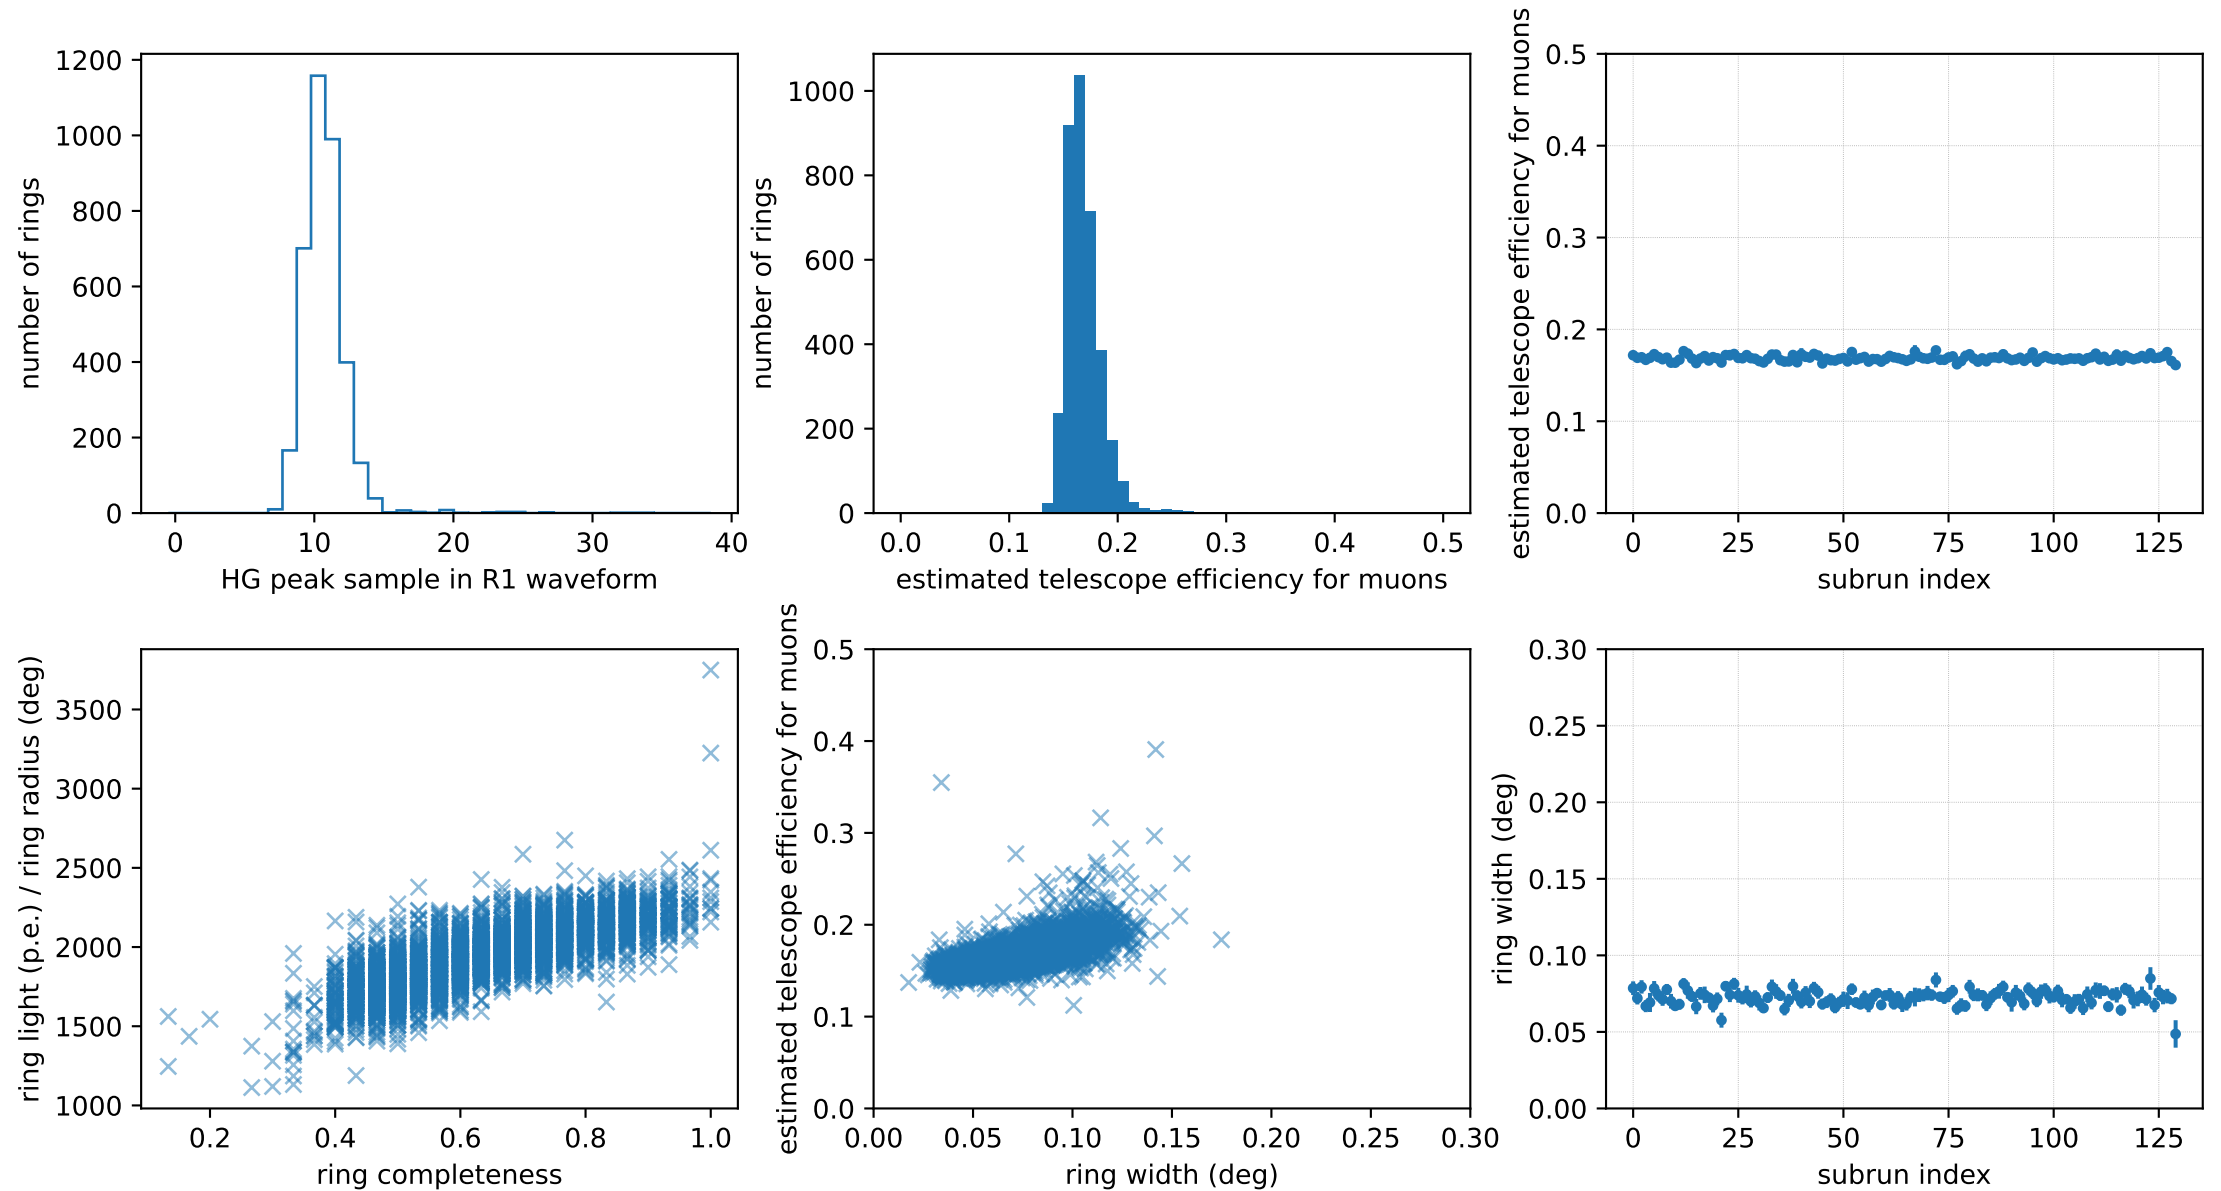 1200
1000
800
600
400
200
0
number of rings
0 10 20 30 40
HG peak sample in R1 waveform
1000
800
600
400
200
0
number of rings
0.0 0.1 0.2 0.3 0.4 0.5
estimated telescope efficiency for muons
0.5
0.4
0.3
0.2
0.1
0.0
estimated telescope efficiency for muons
0 25 50 75 100 125
subrun index
3500
3000
2500
2000
1500
1000
ring light (p.e.) / ring radius (deg)
0.2 0.4 0.6 0.8 1.0
ring completeness
0.5
0.4
0.3
0.2
0.1
0.0
estimated telescope efficiency for muons
0.00 0.05 0.10 0.15 0.20 0.25 0.30
ring width (deg)
0.30
0.25
0.20
0.15
0.10
0.05
0.00
ring width (deg)
0 25 50 75 100 125
subrun index